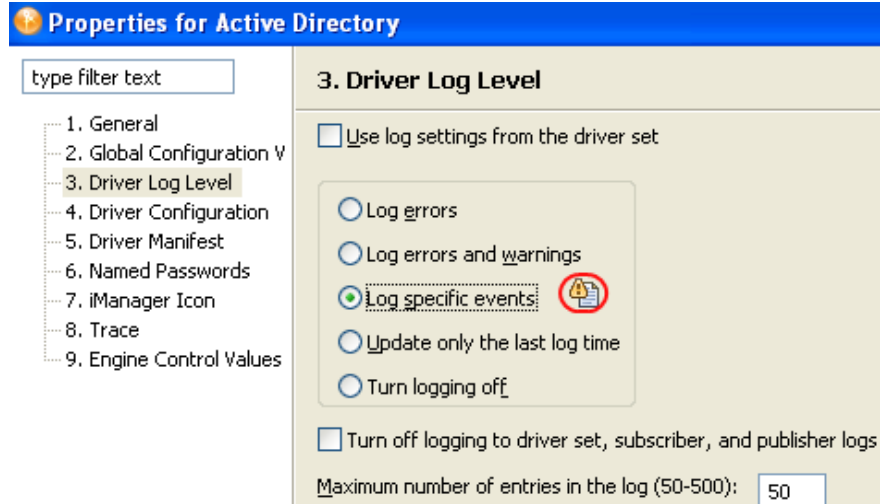 Properties for Active Directory
type filter text
1. General
2. Global Configuration V
3. Driver Log Level
4. Driver Configuration
5. Driver Manifest
6. Named Passwords
7. iManager Icon
8. Trace
9. Engine Control Values
3. Driver Log Level
Use log settings from the driver set
Log errors
Log errors and warnings
Log specific events
Update only the last log time
Turn logging off
Turn off logging to driver set, subscriber, and publisher logs
Maximum number of entries in the log (50-500): 50